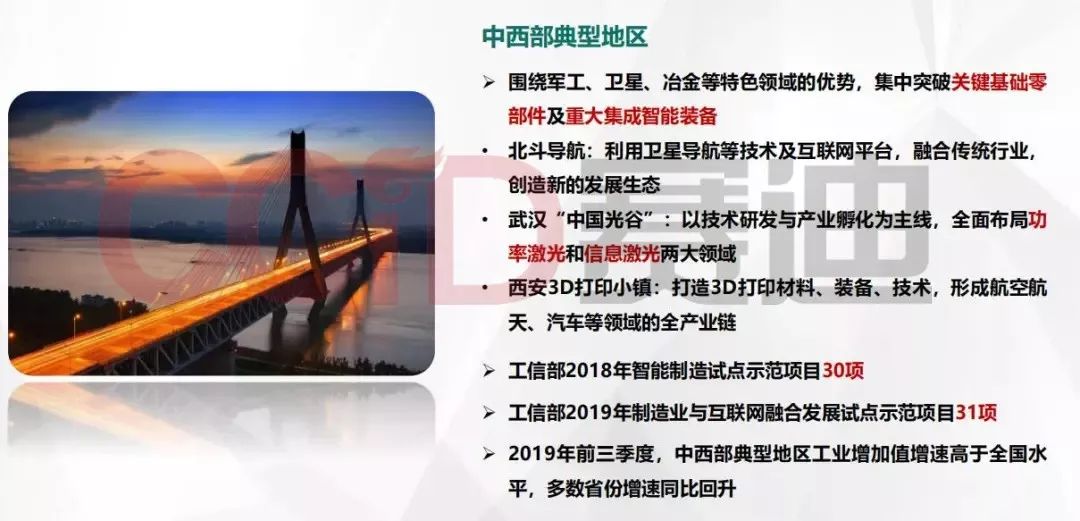 中西部典型地区
➢ 围绕军工、卫星、冶金等特色领域的优势，集中突破关键基础零
部件及重大集成智能装备
• 北斗导航：利用卫星导航等技术及互联网平台，融合传统行业，
创造新的发展生态
• 武汉“中国光谷”：以技术研发与产业孵化为主线，全面布局功
率激光和信息激光两大领域
• 西安3D打印小镇：打造3D打印材料、装备、技术，形成航空航
天、汽车等领域的全产业链
➢ 工信部2018年智能制造试点示范项目30项
➢ 工信部2019年制造业与互联网融合发展试点示范项目31项
➢ 2019年前三季度，中西部典型地区工业增加值增速高于全国水
平，多数省份增速同比回升
CCID赛迪